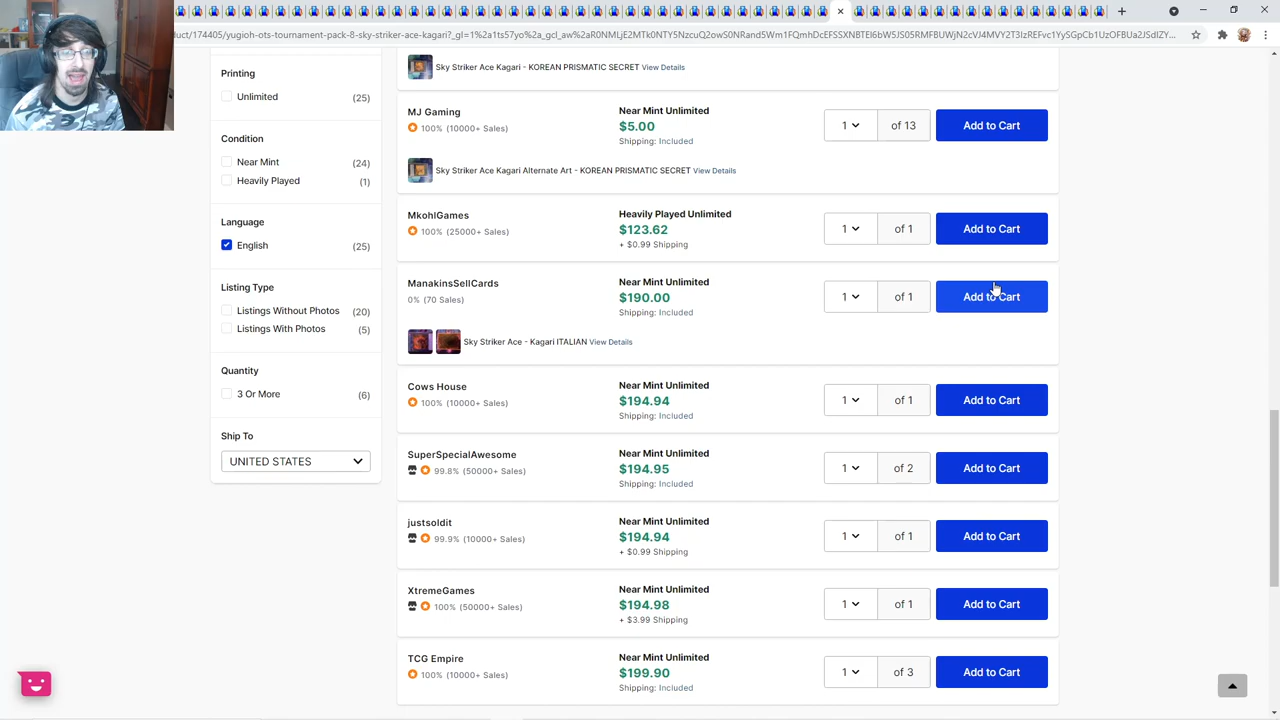 Sky Striker Ace Kagari - KOREAN PRISMATIC SECRET View Details
Printing
Unlimited (25)
Condition
Near Mint (24)
Heavily Played (1)
Language
English (25)
Listing Type
Listings Without Photos (20)
Listings With Photos (5)
Quantity
3 Or More (6)
Ship To
UNITED STATES
MJ Gaming
100% (10000+ Sales)
Near Mint Unlimited
$5.00
Shipping: Included
1 of 13 Add to Cart
Sky Striker Ace Kagari Alternate Art - KOREAN PRISMATIC SECRET View Details
MkohlGames
100% (25000+ Sales)
Heavily Played Unlimited
$123.62
+ $0.99 Shipping
1 of 1 Add to Cart
ManakinsSellCards
0% (70 Sales)
Near Mint Unlimited
$190.00
Shipping: Included
1 of 1 Add to Cart
Sky Striker Ace - Kagari ITALIAN View Details
Cows House
100% (10000+ Sales)
Near Mint Unlimited
$194.94
Shipping: Included
1 of 1 Add to Cart
SuperSpecialAwesome
99.8% (50000+ Sales)
Near Mint Unlimited
$194.95
Shipping: Included
1 of 2 Add to Cart
justsoldit
99.9% (10000+ Sales)
Near Mint Unlimited
$194.94
+ $0.99 Shipping
1 of 1 Add to Cart
XtremeGames
100% (50000+ Sales)
Near Mint Unlimited
$194.98
+ $3.99 Shipping
1 of 1 Add to Cart
TCG Empire
100% (10000+ Sales)
Near Mint Unlimited
$199.90
Shipping: Included
1 of 3 Add to Cart